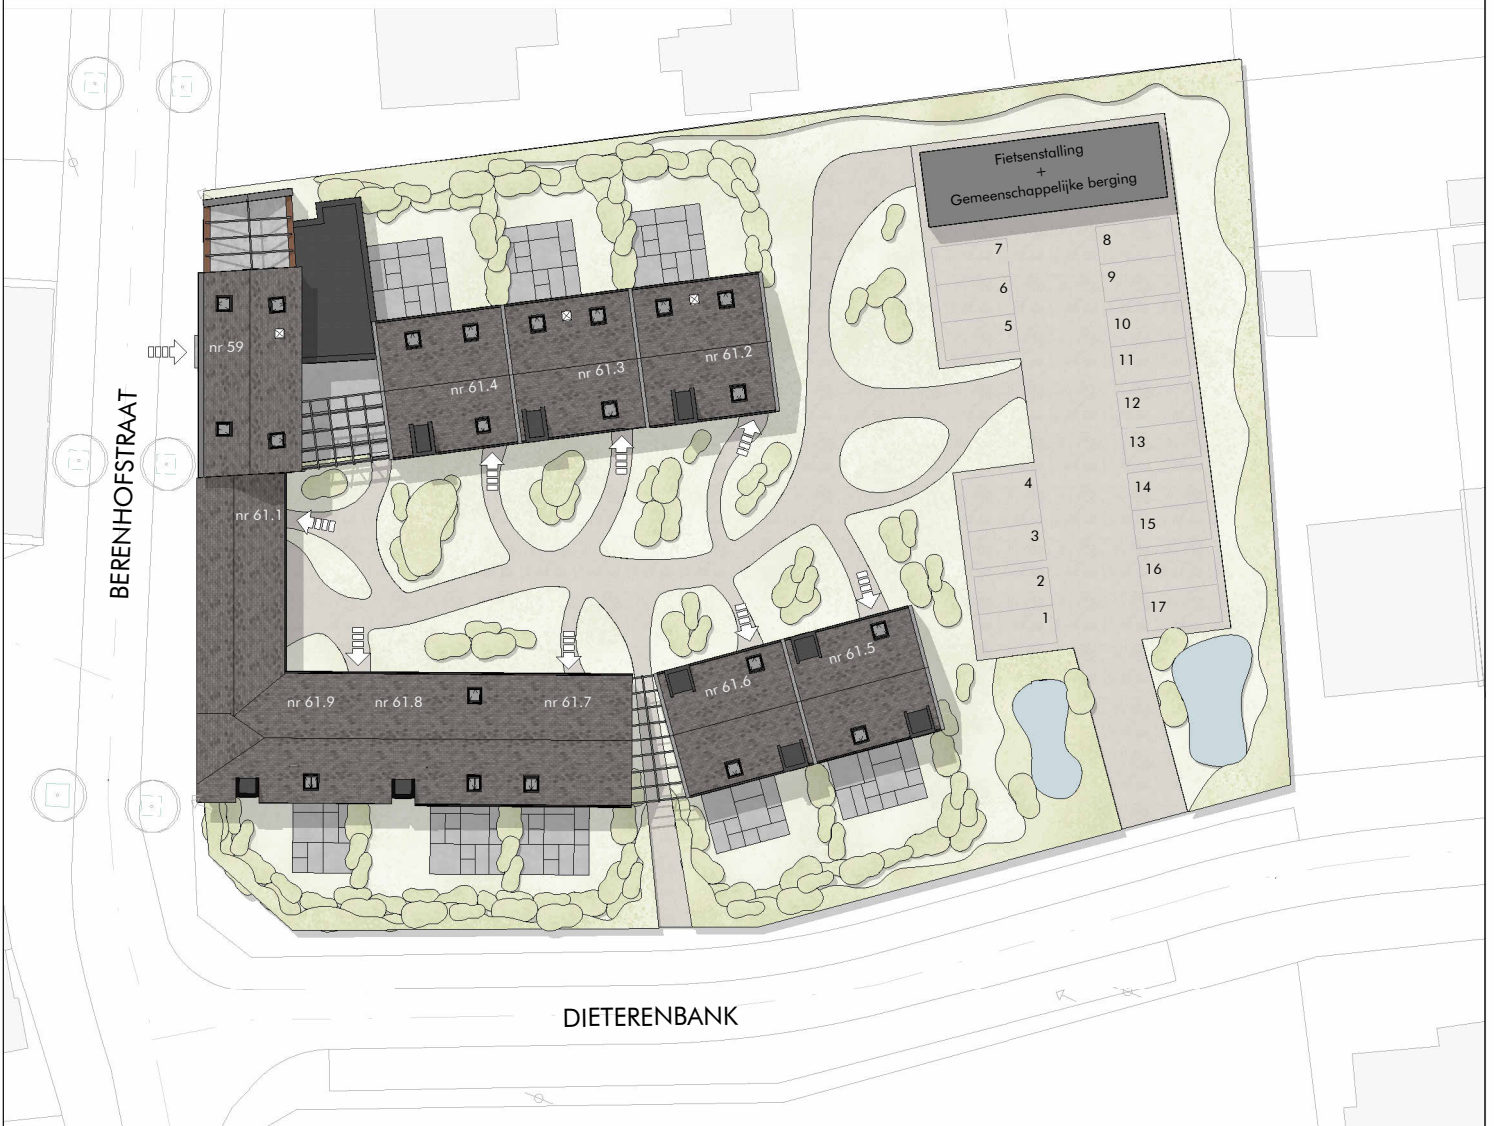 Fietsenstalling
+
Gemeenschappelijke berging
7
8
6
9
5
10
11
4
12
13
3
14
15
2
16
1
17
nr 59
nr 61.4
nr 61.3
nr 61.2
nr 61.1
nr 61.9
nr 61.8
nr 61.7
nr 61.6
nr 61.5
BERENHOFSTRAAT
DIETERENBANK